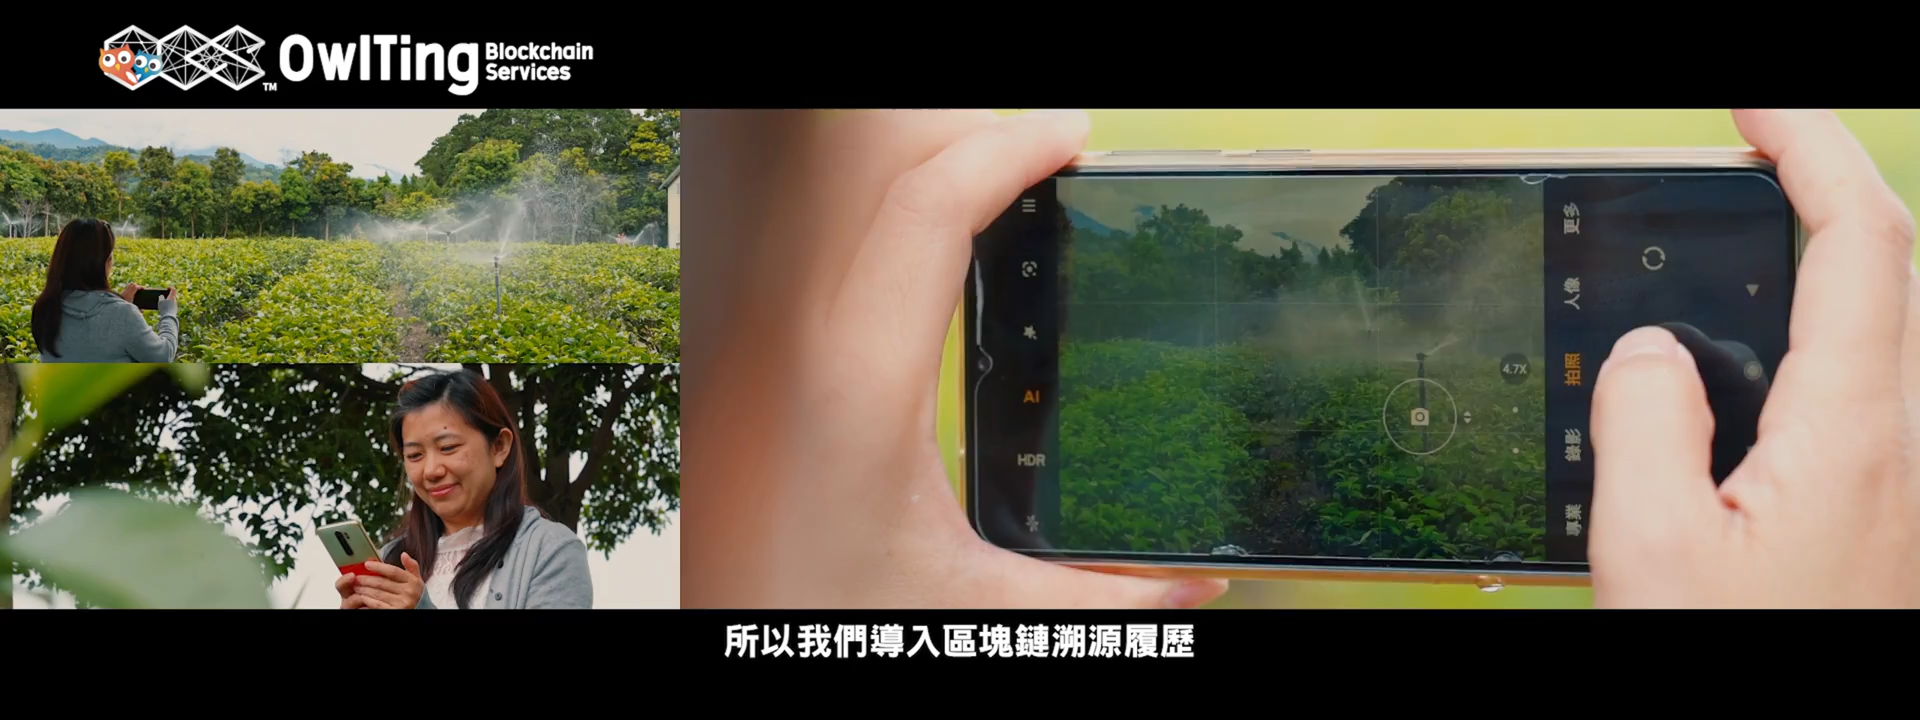 OwlTing Blockchain Services
TM
更多
人像
拍照
錄影
專業
AI
HDR
4.7X
所以我們導入區塊鏈溯源履歷